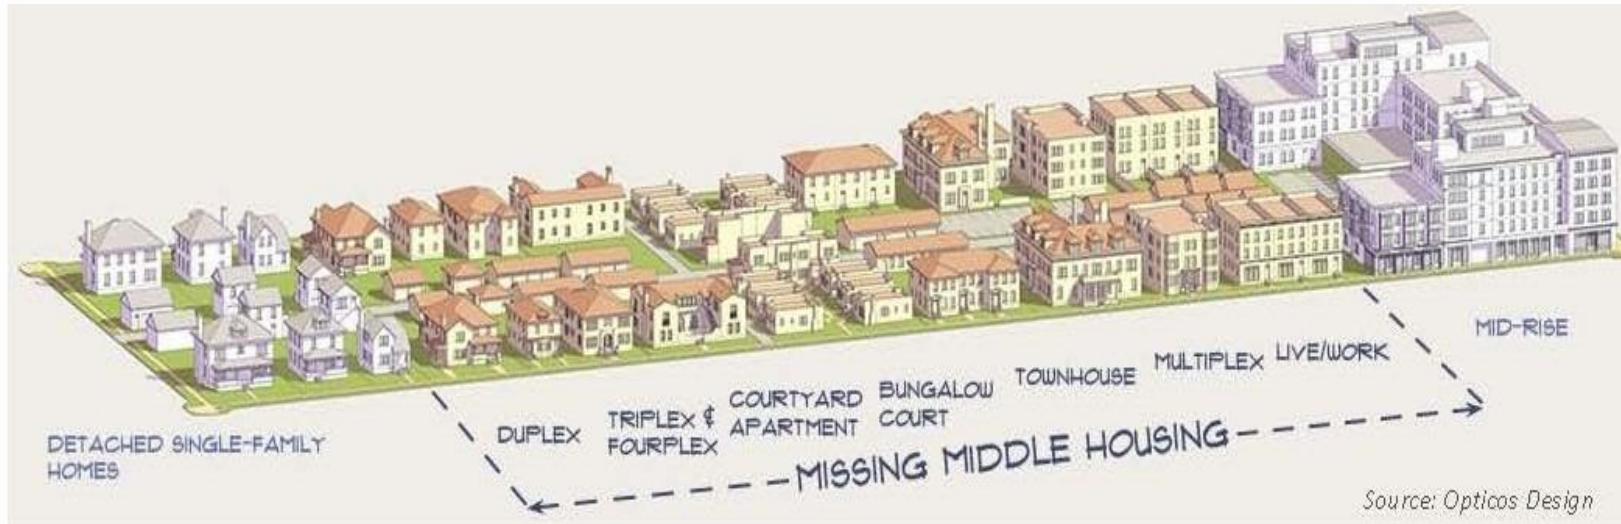 DETACHED SINGLE-FAMILY
HOMES
DUPLEX
TRIPLEX &
FOURPLEX
COURTYARD
APARTMENT
BUNGALOW
COURT
TOWNHOUSE
MULTIPLEX
LIVE/WORK
MID-RISE
MISSING MIDDLE HOUSING
Source: Opticos Design